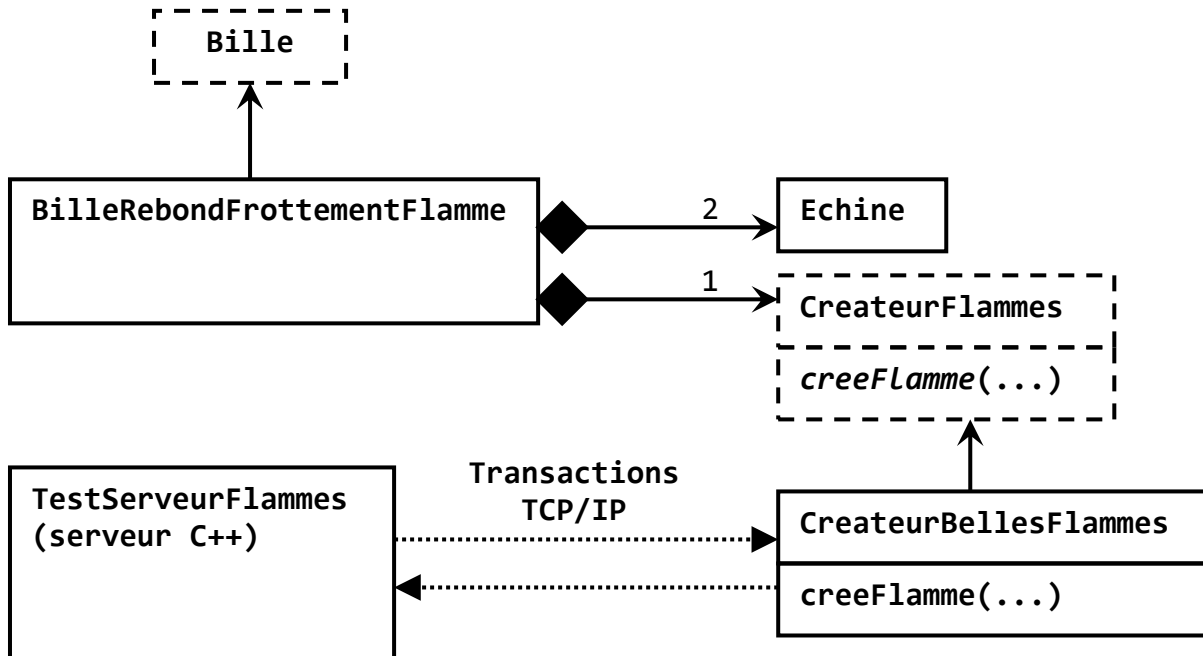 Bille
BilleRebondFrottementFlamme
2
Echine
1
CreateurFlammes
creeFlamme(...)
TestServeurFlammes
(serveur C++)
Transactions
TCP/IP
CreateurBellesFlammes
creeFlamme(...)